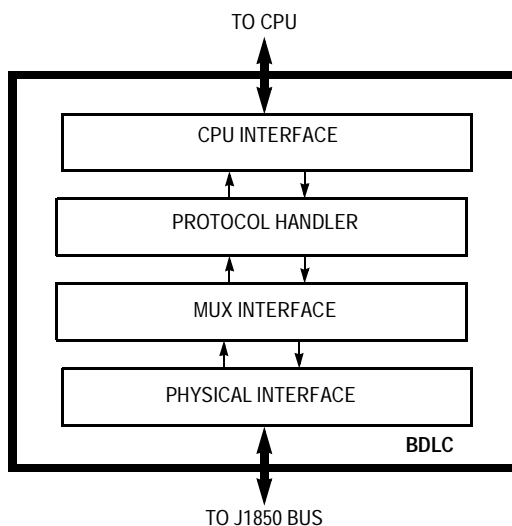 TO CPU
CPU INTERFACE
PROTOCOL HANDLER
MUX INTERFACE
PHYSICAL INTERFACE
BDLC
TO J1850 BUS